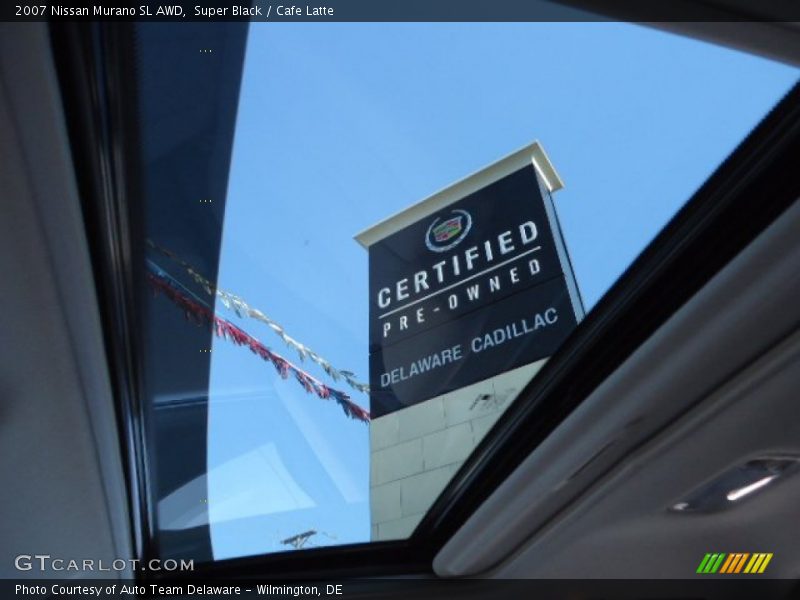 2007 Nissan Murano SL AWD,  Super Black / Cafe Latte
CERTIFIED
PRE-OWNED
DELAWARE CADILLAC
GTCARLOT.COM
Photo Courtesy of Auto Team Delaware - Wilmington, DE